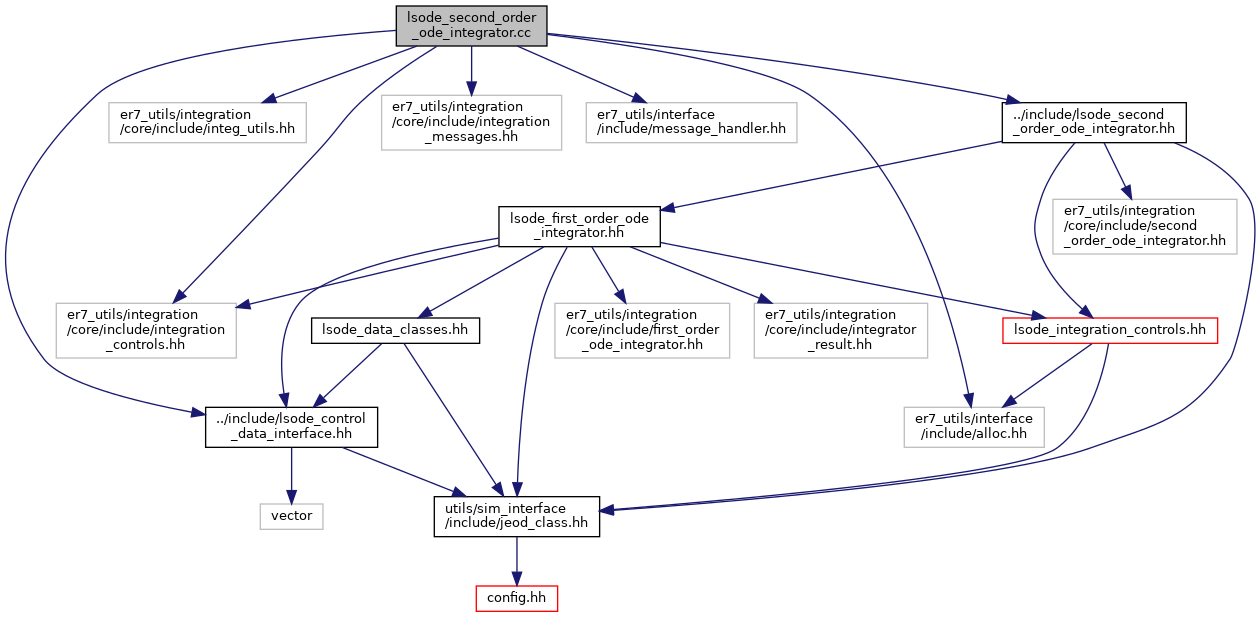 lsode_second_order
_ode_integrator.cc
er7_utils/integration
/core/include/integ_utils.hh
er7_utils/integration
/core/include/integration
_messages.hh
er7_utils/interface
/include/message_handler.hh
../include/lsode_second
_order_ode_integrator.hh
lsode_first_order_ode
_integrator.hh
er7_utils/integration
/core/include/second
_order_ode_integrator.hh
er7_utils/integration
/core/include/integration
_controls.hh
lsode_data_classes.hh
er7_utils/integration
/core/include/first_order
_ode_integrator.hh
er7_utils/integration
/core/include/integrator
_result.hh
lsode_integration_controls.hh
../include/lsode_control
_data_interface.hh
er7_utils/interface
/include/alloc.hh
vector
utils/sim_interface
/include/jeod_class.hh
config.hh